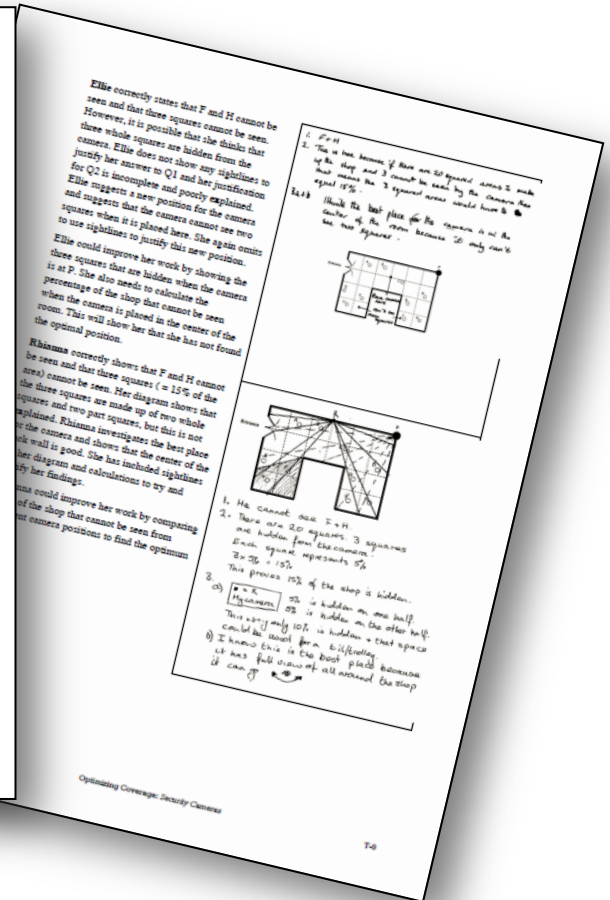 Ellie correctly states that F and H cannot be
seen and that three squares cannot be seen.
However, it is possible that she thinks that
three whole squares are hidden from the
camera. Ellie does not show any sightlines to
justify her answer to Q1 and her justification
for Q2 is incomplete and poorly explained.
Ellie suggests a new position for the camera
and suggests that the camera cannot see two
squares when it is placed here. She again omits
to use sightlines to justify this new position.
Ellie could improve her work by showing the
three squares that are hidden when the camera
is at P. She also needs to calculate the
percentage of the shop that cannot be seen
when the camera is placed in the center of the
room. This will show her that she has not found
the optimal position.
Rhianna correctly shows that F and H cannot
be seen and that three squares ( = 15% of the
area) cannot be seen. Her diagram shows that
the three squares are made up of two whole
squares and two part squares, but this is not
explained. Rhianna investigates the best place
for the camera and shows that the center of the
wall is good. She has included sightlines
her diagram and calculations to try and
her findings.
could improve her work by comparing
of the shop that cannot be seen from
camera positions to find the optimum
1. F+H
2. This is because if there are 20 squared areas I make
up the shop and 3 cannot be seen by the camera then
that means the 3 squared areas would have to
equal 15%.
I think the best place for the camera is in the
center of the room because it only can't
see two squares.
1. He cannot see F+H.
2. There are 20 squares. 3 squares
are hidden from the camera.
Each square represents 5%
3x5% = 15%
This proves 15% of the shop is hidden.
3.
a)
My camera
5% is hidden on one half.
5% is hidden on the other half.
only 10% is hidden + that space
could be used for a bin/trolley.
b) I know this is the best place because
it has full view of all around the shop
it can go
Optimizing Coverage: Security Cameras
T-9